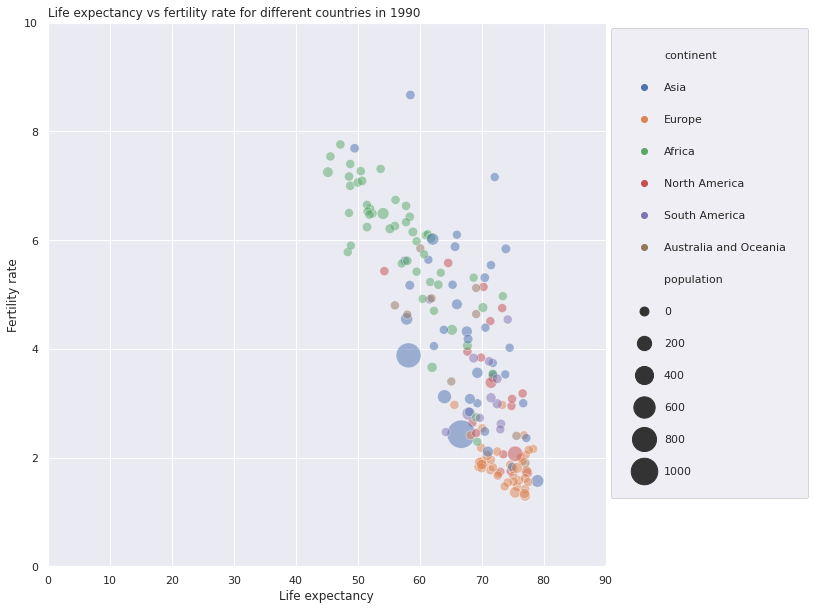 Life expectancy vs fertility rate for different countries in 1990
10
8
6
4
2
0
Fertility rate
0 10 20 30 40 50 60 70 80 90
Life expectancy
continent
Asia
Europe
Africa
North America
South America
Australia and Oceania
population
0
200
400
600
800
1000